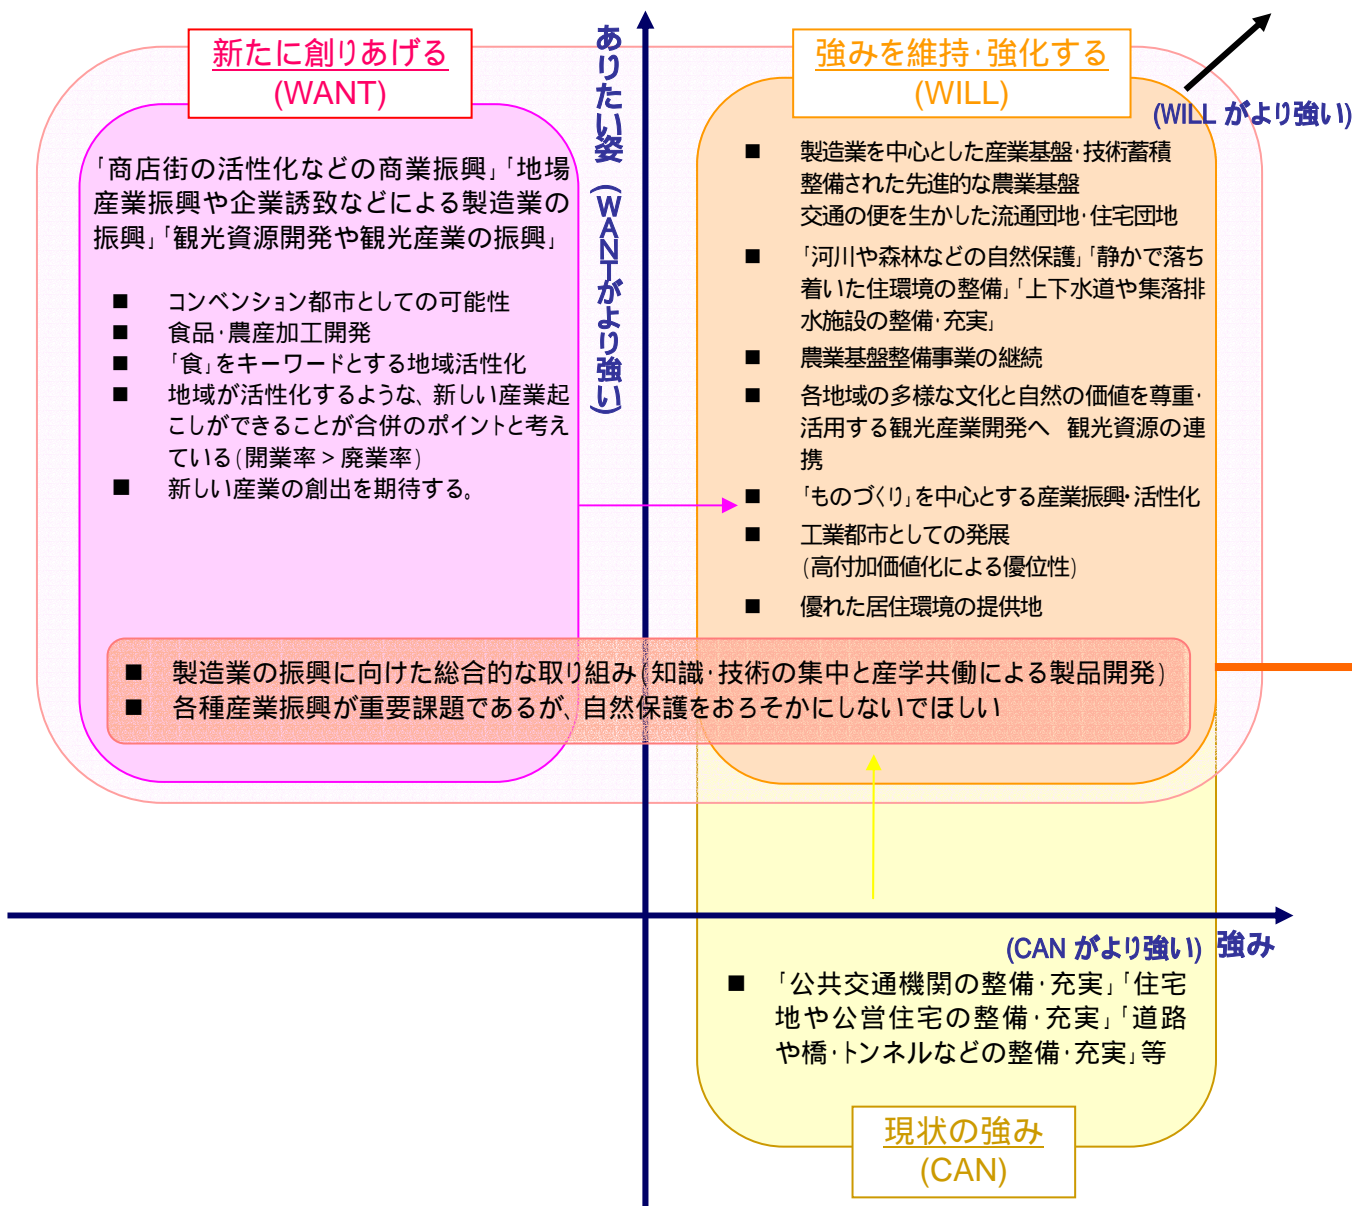 新たに創りあげる
(WANT)
「商店街の活性化などの商業振興」「地場
産業振興や企業誘致などによる製造業の
振興」「観光資源開発や観光産業の振興」
■ コンベンション都市としての可能性
■ 食品・農産加工開発
■ 「食」をキーワードとする地域活性化
■ 地域が活性化するような、新しい産業起
こしができることが合併のポイントと考え
ている(開業率>廃業率)
■ 新しい産業の創出を期待する。
ありたい姿(WANTがより強い)
強みを維持・強化する
(WILL)
(WILL がより強い)
■ 製造業を中心とした産業基盤・技術蓄積
整備された先進的な農業基盤
交通の便を生かした流通団地・住宅団地
■ 「河川や森林などの自然保護」「静かで落ち
着いた住環境の整備」「上下水道や集落排
水施設の整備・充実」
■ 農業基盤整備事業の継続
■ 各地域の多様な文化と自然の価値を尊重・
活用する観光産業開発へ 観光資源の連
携
■ 「ものづくり」を中心とする産業振興・活性化
■ 工業都市としての発展
(高付加価値化による優位性)
■ 優れた居住環境の提供地
■ 製造業の振興に向けた総合的な取り組み(知識・技術の集中と産学共働による製品開発)
■ 各種産業振興が重要課題であるが、自然保護をおろそかにしないでほしい
(CAN がより強い) 強み
■ 「公共交通機関の整備・充実」「住宅
地や公営住宅の整備・充実」「道路
や橋・トンネルなどの整備・充実」等
現状の強み
(CAN)